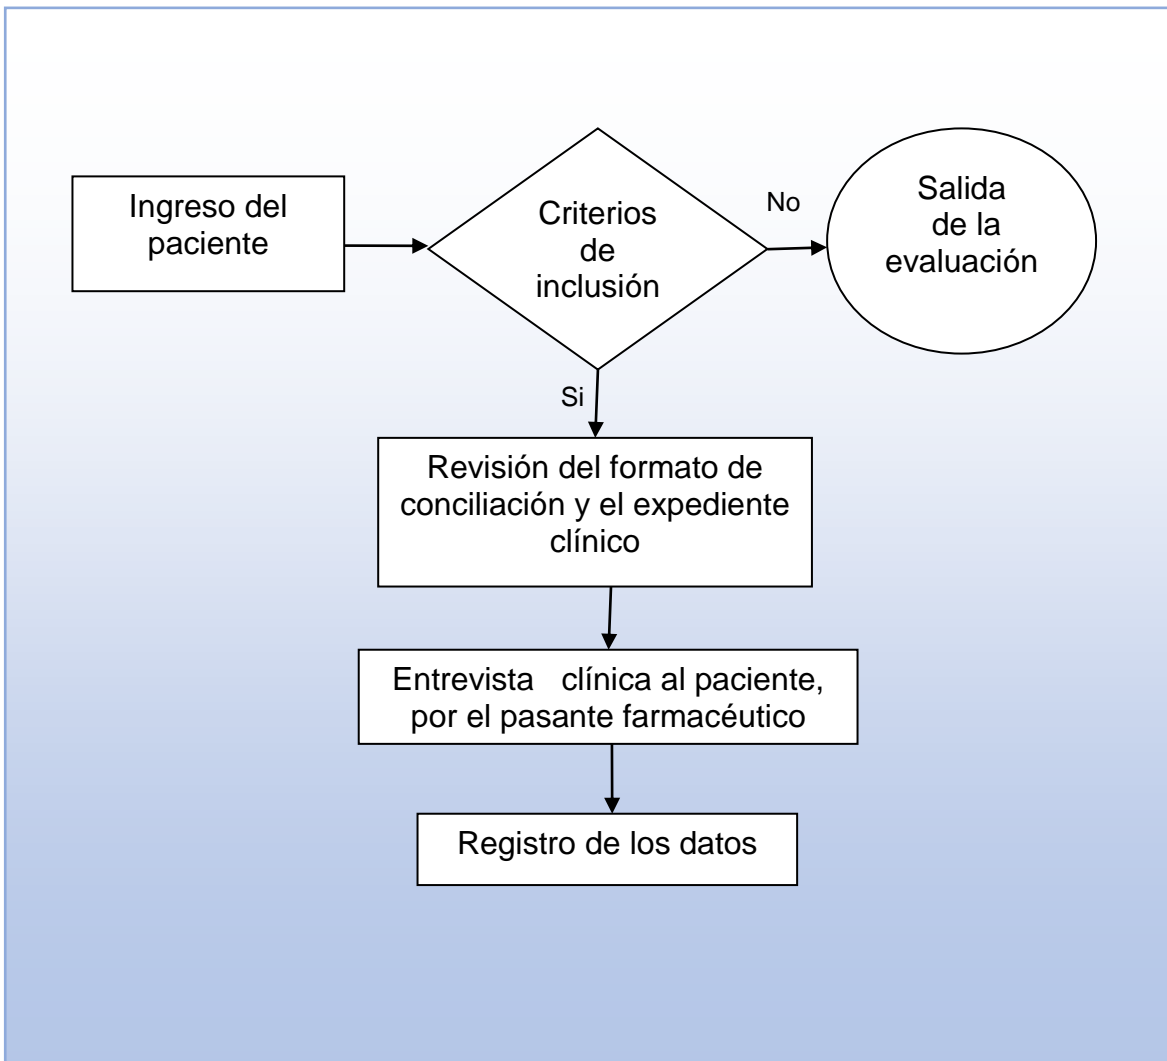 Ingreso del
paciente
Criterios
de
inclusión
No
Salida
de la
evaluación
Si
Revisión del formato de
conciliación y el expediente
clínico
Entrevista clínica al paciente,
por el pasante farmacéutico
Registro de los datos